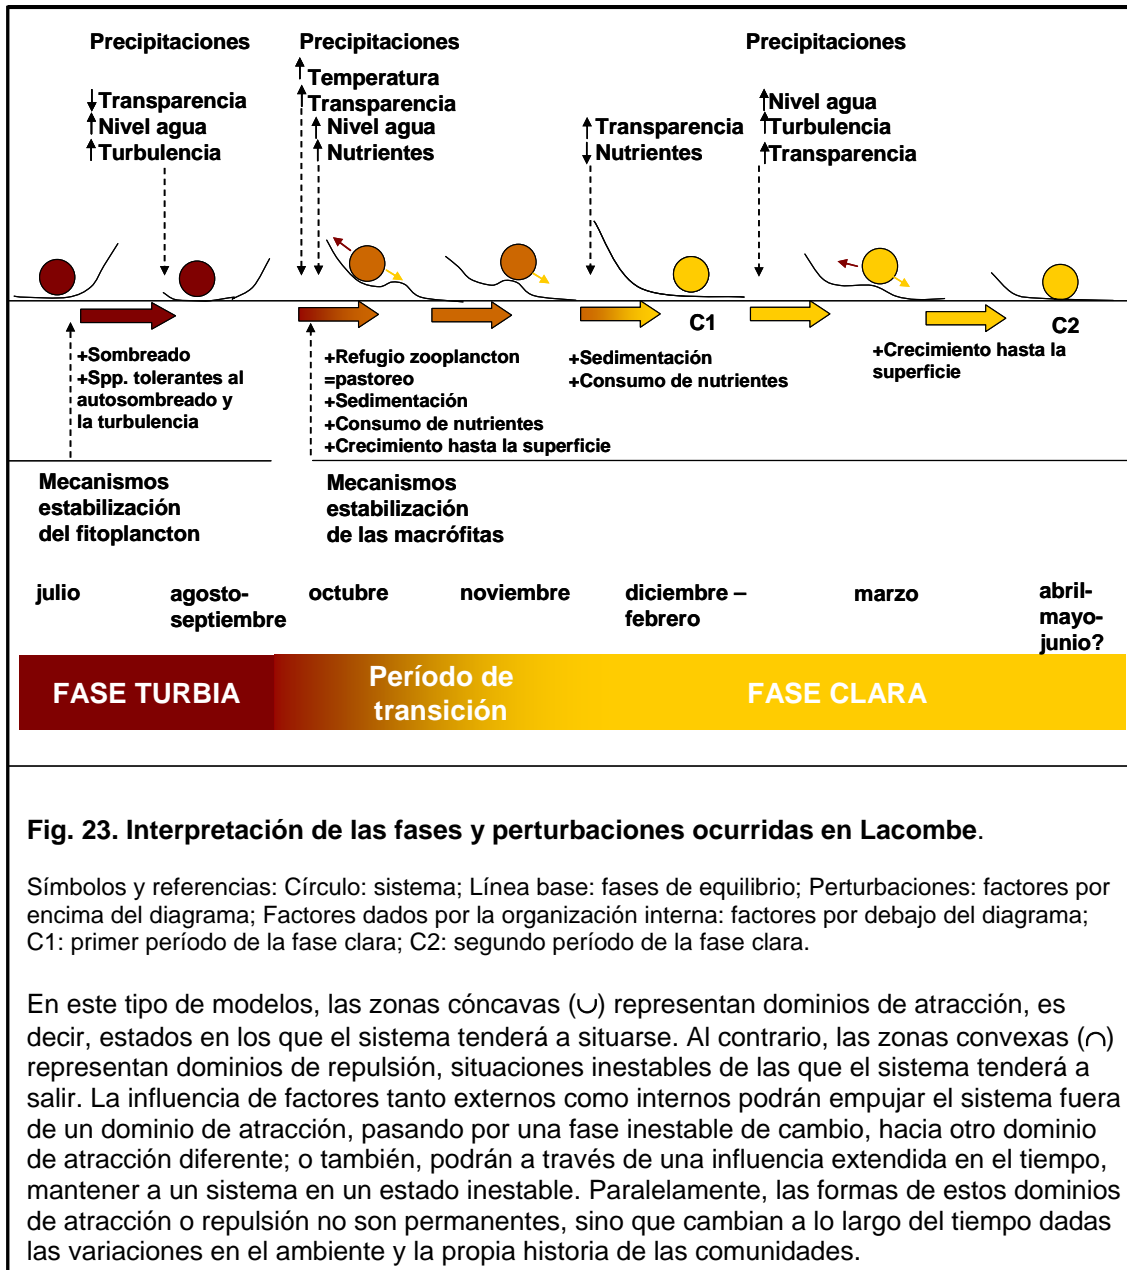 Precipitaciones Precipitaciones Precipitaciones
↓Transparencia
↑Nivel agua
↑Turbulencia
↑Temperatura
↑Transparencia
↑Nivel agua
↑Nutrientes
↑Transparencia
↓Nutrientes
↑Nivel agua
↑Turbulencia
↑Transparencia
C1
C2
+Sombreado
+Spp. tolerantes al
autosombreado y
la turbulencia
+Refugio zooplancton
=pastoreo
+Sedimentación
+Consumo de nutrientes
+Crecimiento hasta la superficie
+Sedimentación
+Consumo de nutrientes
+Crecimiento hasta la
superficie
Mecanismos
estabilización
del fitoplancton
Mecanismos
estabilización
de las macrófitas
julio
agosto-
septiembre
octubre
noviembre
diciembre –
febrero
marzo
abril-
mayo-
junio?
FASE TURBIA
Período de
transición
FASE CLARA
Fig. 23. Interpretación de las fases y perturbaciones ocurridas en Lacombe.
Símbolos y referencias: Círculo: sistema; Línea base: fases de equilibrio; Perturbaciones: factores por
encima del diagrama; Factores dados por la organización interna: factores por debajo del diagrama;
C1: primer período de la fase clara; C2: segundo período de la fase clara.
En este tipo de modelos, las zonas cóncavas (∪) representan dominios de atracción, es
decir, estados en los que el sistema tenderá a situarse. Al contrario, las zonas convexas (∩)
representan dominios de repulsión, situaciones inestables de las que el sistema tenderá a
salir. La influencia de factores tanto externos como internos podrán empujar el sistema fuera
de un dominio de atracción, pasando por una fase inestable de cambio, hacia otro dominio
de atracción diferente; o también, podrán a través de una influencia extendida en el tiempo,
mantener a un sistema en un estado inestable. Paralelamente, las formas de estos dominios
de atracción o repulsión no son permanentes, sino que cambian a lo largo del tiempo dadas
las variaciones en el ambiente y la propia historia de las comunidades.